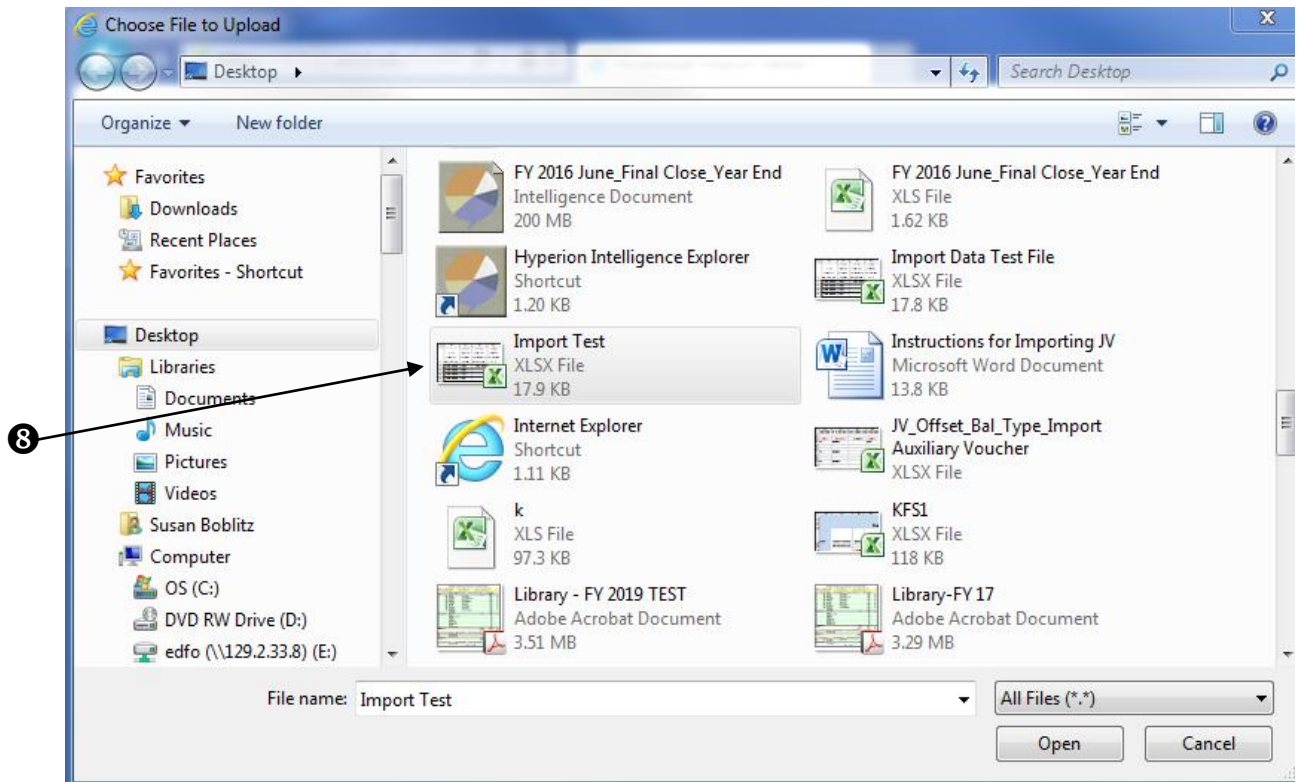 Choose File to Upload
Desktop
Search Desktop
Organize
New folder
Favorites
Downloads
Recent Places
Favorites - Shortcut
Desktop
Libraries
Documents
Music
Pictures
Videos
Susan Boblitz
Computer
OS (C:)
DVD RW Drive (D:)
edfo (\\129.2.33.8) (E:)
FY 2016 June_Final Close_Year End
Intelligence Document
200 MB
FY 2016 June_Final Close_Year End
XLS File
1.62 KB
Hyperion Intelligence Explorer
Shortcut
1.20 KB
Import Data Test File
XLSX File
17.8 KB
Import Test
XLSX File
17.9 KB
Instructions for Importing JV
Microsoft Word Document
13.8 KB
Internet Explorer
Shortcut
1.11 KB
JV_Offset_Bal_Type_Import
Auxiliary Voucher
XLSX File
k
XLS File
97.3 KB
KFS1
XLSX File
118 KB
Library - FY 2019 TEST
Adobe Acrobat Document
3.51 MB
Library-FY 17
Adobe Acrobat Document
3.29 MB
❽
File name: Import Test
All Files (*.*)
Open
Cancel